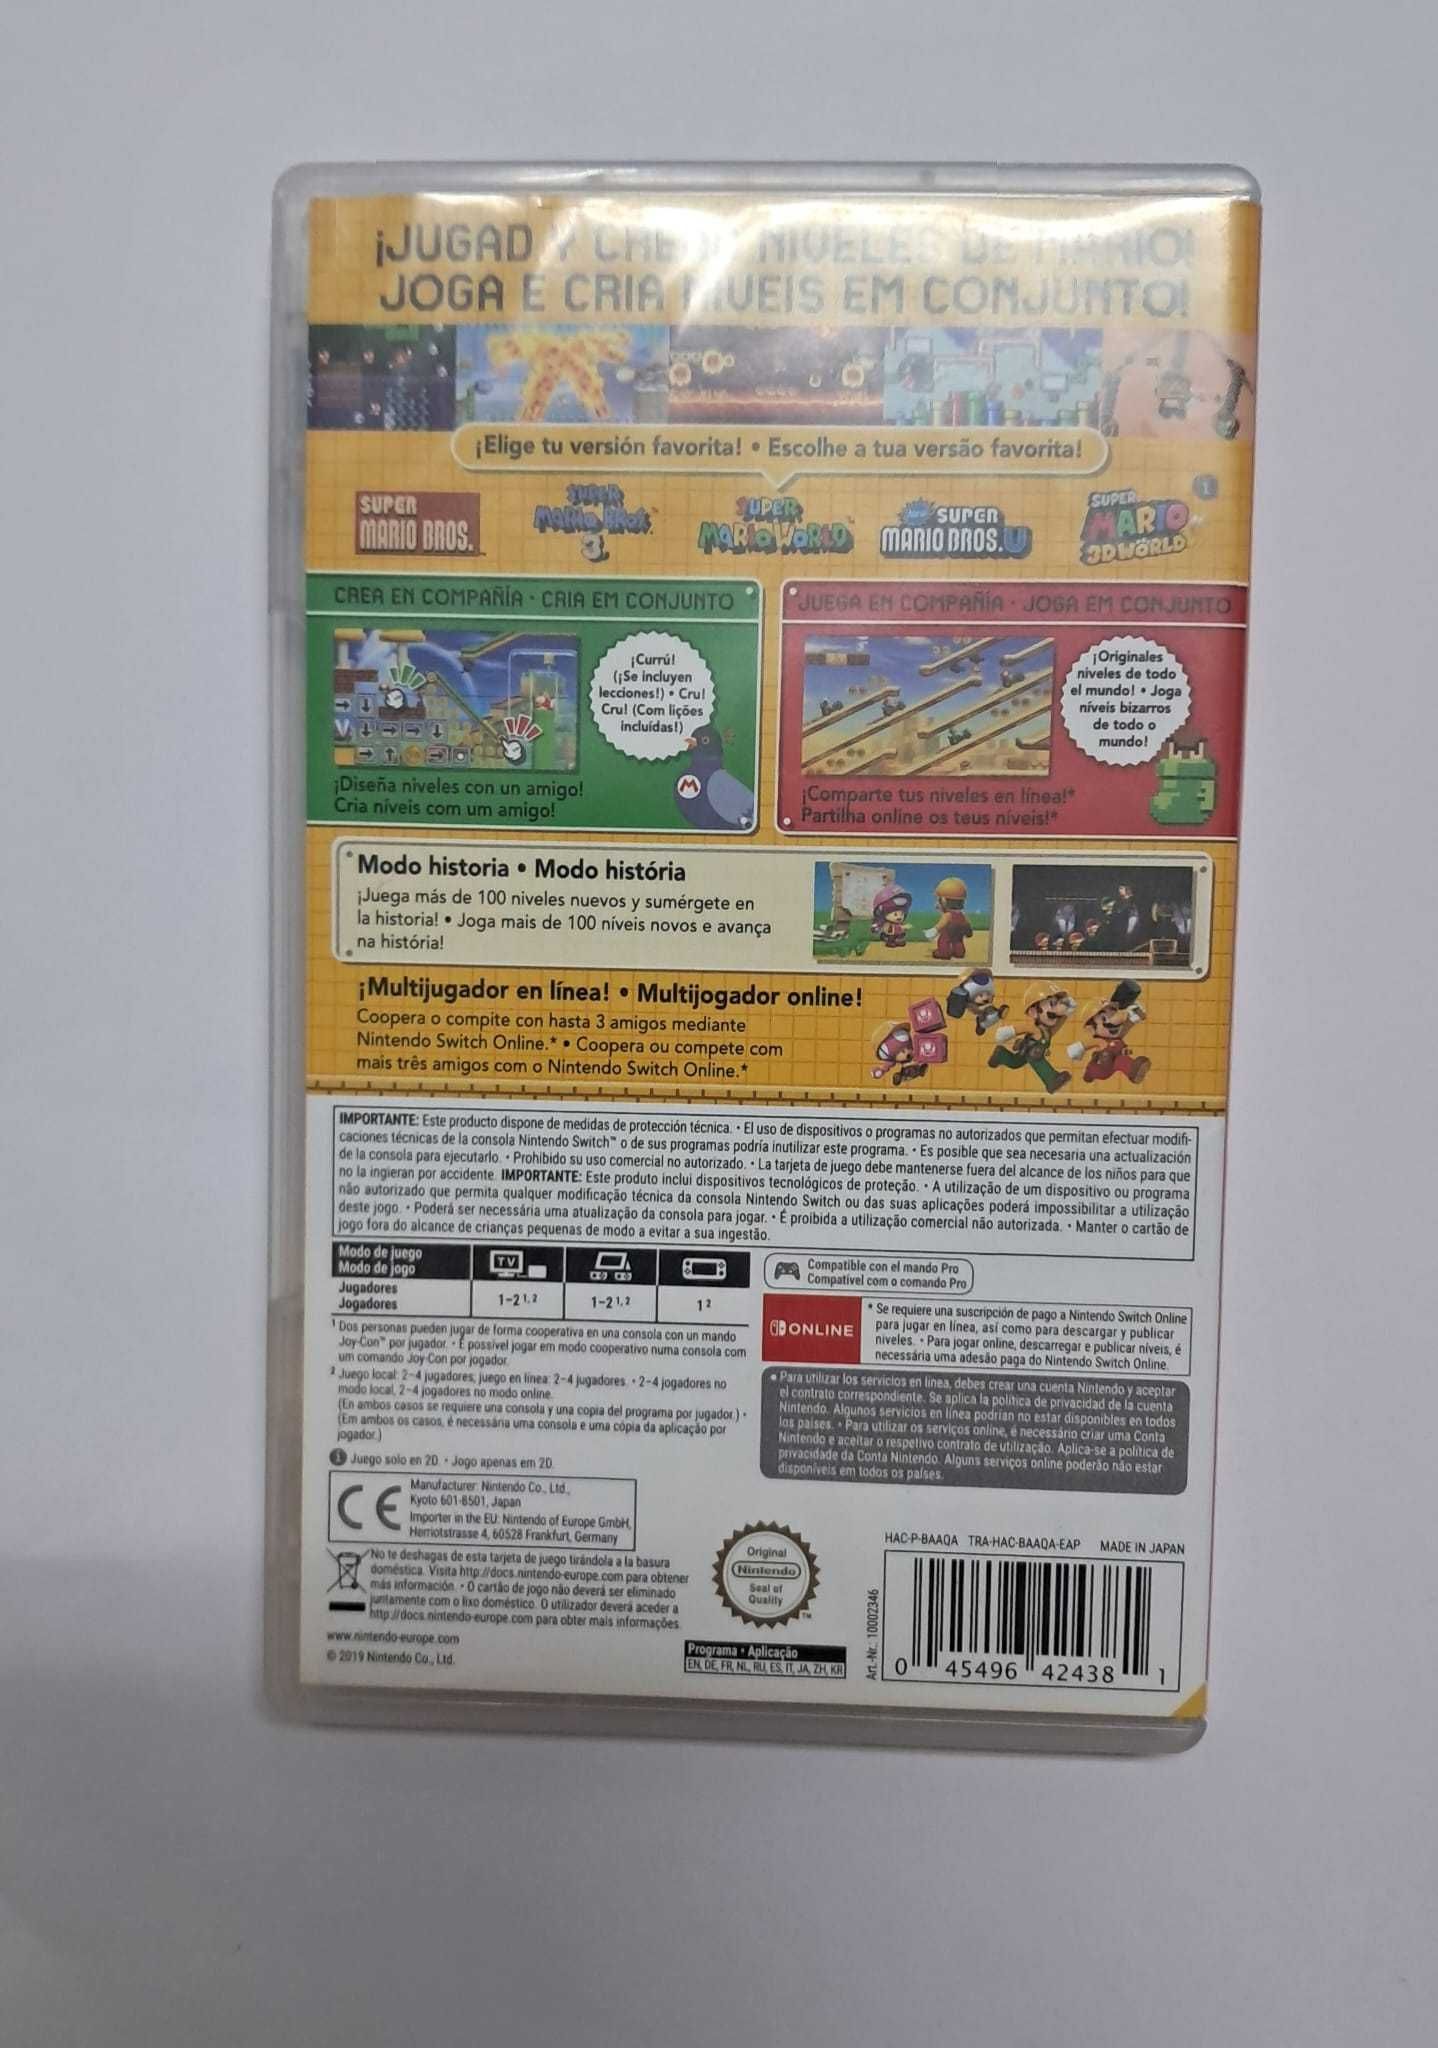 ¡JUGAD Y CREAD NIVELES DE MARIO!
JOGA E CRIA NÍVEIS EM CONJUNTO!
¡Elige tu versión favorita! • Escolhe a tua versão favorita!
SUPER
MARIO BROS.
SUPER
MARIO BROS.
3
SUPER
MARIO WORLD
New SUPER
MARIO BROS. U
SUPER
MARIO
3D WORLD
1
CREA EN COMPAÑÍA · CRIA EM CONJUNTO
JUEGA EN COMPAÑÍA · JOGA EM CONJUNTO
¡Currú!
(¡Se incluyen
lecciones!) • Cru!
Cru! (Com lições
incluídas!)
¡Originales
niveles de todo
el mundo! • Joga
níveis bizarros
de todo o
mundo!
M
¡Diseña niveles con un amigo!
Cria níveis com um amigo!
¡Comparte tus niveles en línea!*
Partilha online os teus níveis!*
Modo historia • Modo história
¡Juega más de 100 niveles nuevos y sumérgete en
la historia! • Joga mais de 100 níveis novos e avança
na história!
¡Multijugador en línea! • Multijogador online!
Coopera o compite con hasta 3 amigos mediante
Nintendo Switch Online.* • Coopera ou compete com
mais três amigos com o Nintendo Switch Online.*
IMPORTANTE: Este producto dispone de medidas de protección técnica. • El uso de dispositivos o programas no autorizados que permitan efectuar modifi-
caciones técnicas de la consola Nintendo Switch™ o de sus programas podría inutilizar este programa. • Es posible que sea necesaria una actualización
de la consola para ejecutarlo. • Prohibido su uso comercial no autorizado. • La tarjeta de juego debe mantenerse fuera del alcance de los niños para que
no la ingieran por accidente. IMPORTANTE: Este produto inclui dispositivos tecnológicos de proteção. • A utilização de um dispositivo ou programa
não autorizado que permita qualquer modificação técnica da consola Nintendo Switch ou das suas aplicações poderá impossibilitar a utilização
deste jogo. • Poderá ser necessária uma atualização da consola para jogar. • É proibida a utilização comercial não autorizada. • Manter o cartão de
jogo fora do alcance de crianças pequenas de modo a evitar a sua ingestão.
Modo de juego
Modo de jogo
TV
Jugadores
Jogadores
1-2 1, 2
1-2 1, 2
1 2
Compatible con el mando Pro
Compatível com o comando Pro
1 Dos personas pueden jugar de forma cooperativa en una consola con un mando
Joy-Con™ por jugador. • É possível jogar em modo cooperativo numa consola com
um comando Joy-Con por jogador.
2 Juego local: 2-4 jugadores, juego en línea: 2-4 jugadores. • 2-4 jogadores no
modo local, 2-4 jogadores no modo online.
(En ambos casos se requiere una consola y una copia del programa por jugador.) •
(Em ambos os casos, é necessária uma consola e uma cópia da aplicação por
jogador.)
1 Juego solo en 2D. • Jogo apenas em 2D.
ONLINE
* Se requiere una suscripción de pago a Nintendo Switch Online
para jugar en línea, así como para descargar y publicar
niveles. • Para jogar online, descarregar e publicar níveis, é
necessária uma adesão paga do Nintendo Switch Online.
• Para utilizar los servicios en línea, debes crear una cuenta Nintendo y aceptar
el contrato correspondiente. Se aplica la política de privacidad de la cuenta
Nintendo. Algunos servicios en línea podrían no estar disponibles en todos
los países. • Para utilizar os serviços online, é necessário criar uma Conta
Nintendo e aceitar o respetivo contrato de utilização. Aplica-se a política de
privacidade da Conta Nintendo. Alguns serviços online poderão não estar
disponíveis em todos os países.
CE
Manufacturer: Nintendo Co., Ltd.,
Kyoto 601-8501, Japan
Importer in the EU: Nintendo of Europe GmbH,
Herriotstrasse 4, 60528 Frankfurt, Germany
No te deshagas de esta tarjeta de juego tirándola a la basura
doméstica. Visita http://docs.nintendo-europe.com para obtener
más información. • O cartão de jogo não deverá ser eliminado
juntamente com o lixo doméstico. O utilizador deverá aceder a
http://docs.nintendo-europe.com para obter mais informações.
www.nintendo-europe.com
© 2019 Nintendo Co., Ltd.
Original
Nintendo
Seal of
Quality
TM
Programa • Aplicação
EN, DE, FR, NL, RU, ES, IT, JA, ZH, KR
HAC-P-BAAQA TRA-HAC-BAAQA-EAP MADE IN JAPAN
Art.-Nr.: 10002346
0 45496 42438 1